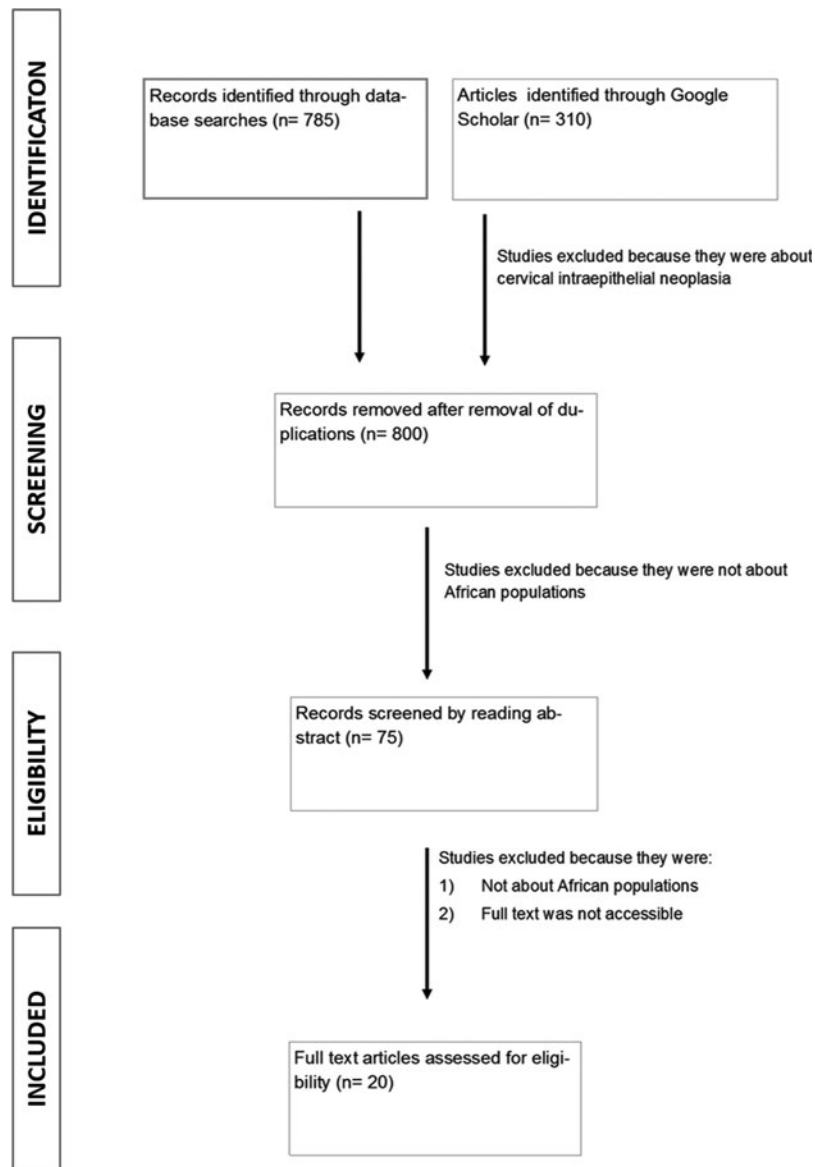 IDENTIFICATON
Records identified through data-
base searches (n= 785)
Articles identified through Google
Scholar (n= 310)
Studies excluded because they were about
cervical intraepithelial neoplasia
SCREENING
Records removed after removal of du-
plications (n= 800)
Studies excluded because they were not about
African populations
ELIGIBILITY
Records screened by reading ab-
stract (n= 75)
Studies excluded because they were:
1) Not about African populations
2) Full text was not accessible
INCLUDED
Full text articles assessed for eligi-
bility (n= 20)